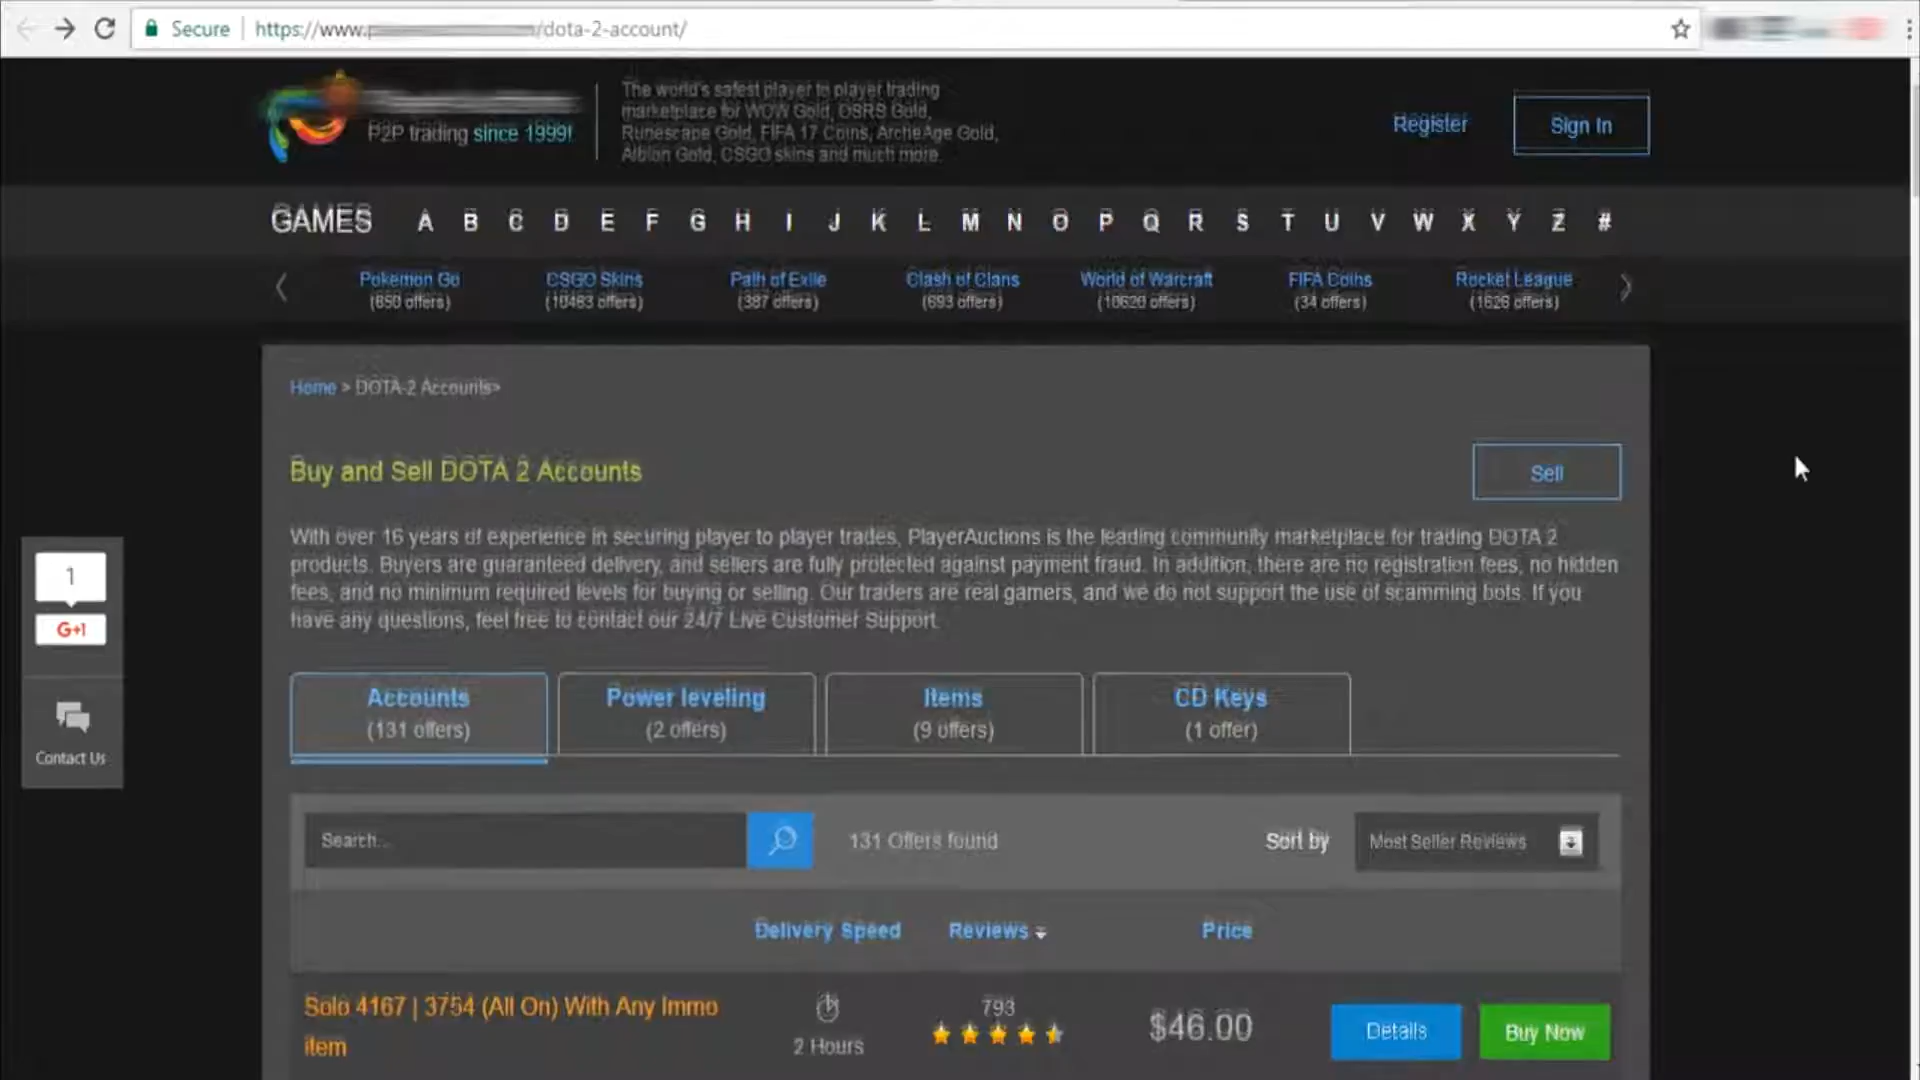 Secure https://www. /dota-2-account/
The world's safest player to player trading
marketplace for WOW Gold, OSRS Gold,
Runescape Gold, FIFA 17 Coins, ArcheAge Gold,
Albion Gold, CSGO skins and much more.
P2P trading since 1999!
Register
Sign In
GAMES A B C D E F G H I J K L M N O P Q R S T U V W X Y Z #
Pokemon Go CSGO Skins Path of Exile Clash of Clans World of Warcraft FIFA Coins Rocket League
(650 offers) (10483 offers) (387 offers) (693 offers) (10620 offers) (34 offers) (1626 offers)
Home > DOTA-2 Accounts>
Buy and Sell DOTA 2 Accounts
Sell
With over 16 years of experience in securing player to player trades, PlayerAuctions is the leading community marketplace for trading DOTA 2
products. Buyers are guaranteed delivery, and sellers are fully protected against payment fraud. In addition, there are no registration fees, no hidden
fees, and no minimum required levels for buying or selling. Our traders are real gamers, and we do not support the use of scamming bots. If you
have any questions, feel free to contact our 24/7 Live Customer Support.
1
G+1
Contact Us
Accounts Power leveling Items CD Keys
(131 offers) (2 offers) (9 offers) (1 offer)
Search... 131 Offers found Sort by Most Seller Reviews
Delivery Speed Reviews Price
Solo 4167 | 3754 (All On) With Any Immo
item
2 Hours
793
$46.00
Details
Buy Now